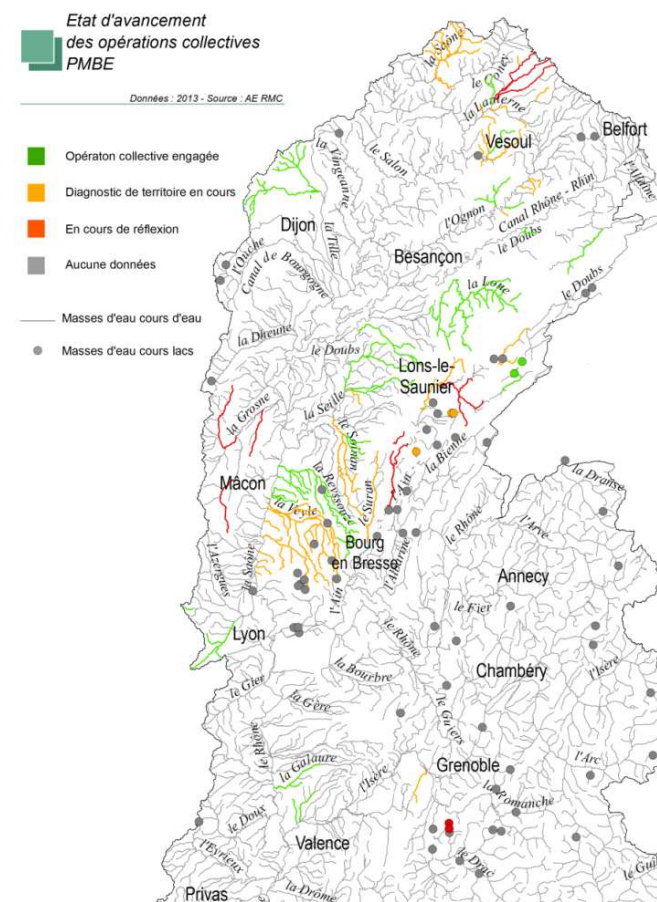 Etat d'avancement
des opérations collectives
PMBE
Données : 2013 - Source : AE RMC
Opératon collective engagée
Diagnostic de territoire en cours
En cours de réflexion
Aucune données
Masses d'eau cours d'eau
Masses d'eau cours lacs
la Saône
le Coney
la Lanterne
Belfort
Vesoul
la Vingeanne
le Salon
l'Allaine
l'Ognon
Canal Rhône - Rhin
Dijon
la Tille
le Doubs
Besançon
l'Ouche
Canal de Bourgogne
la Loue
le Doubs
la Dheune
le Doubs
Lons-le-
Saunier
la Seille
la Grosne
le Solnan
la Bienne
Mâcon
la Reyssouze
le Suran
l'Ain
la Dranse
la Veyle
le Rhône
l'Arve
Bourg
en Bresse
l'Albarine
l'Azergues
la Saône
l'Ain
Annecy
le Fier
Lyon
le Rhône
la Bourbre
Chambéry
l'Isère
le Gier
la Gère
le Guiers
le Rhône
Grenoble
l'Arc
la Galaure
l'Isère
la Romanche
le Doux
Valence
l'Eyrieux
le Drac
le Gui
Privas
la Drôme